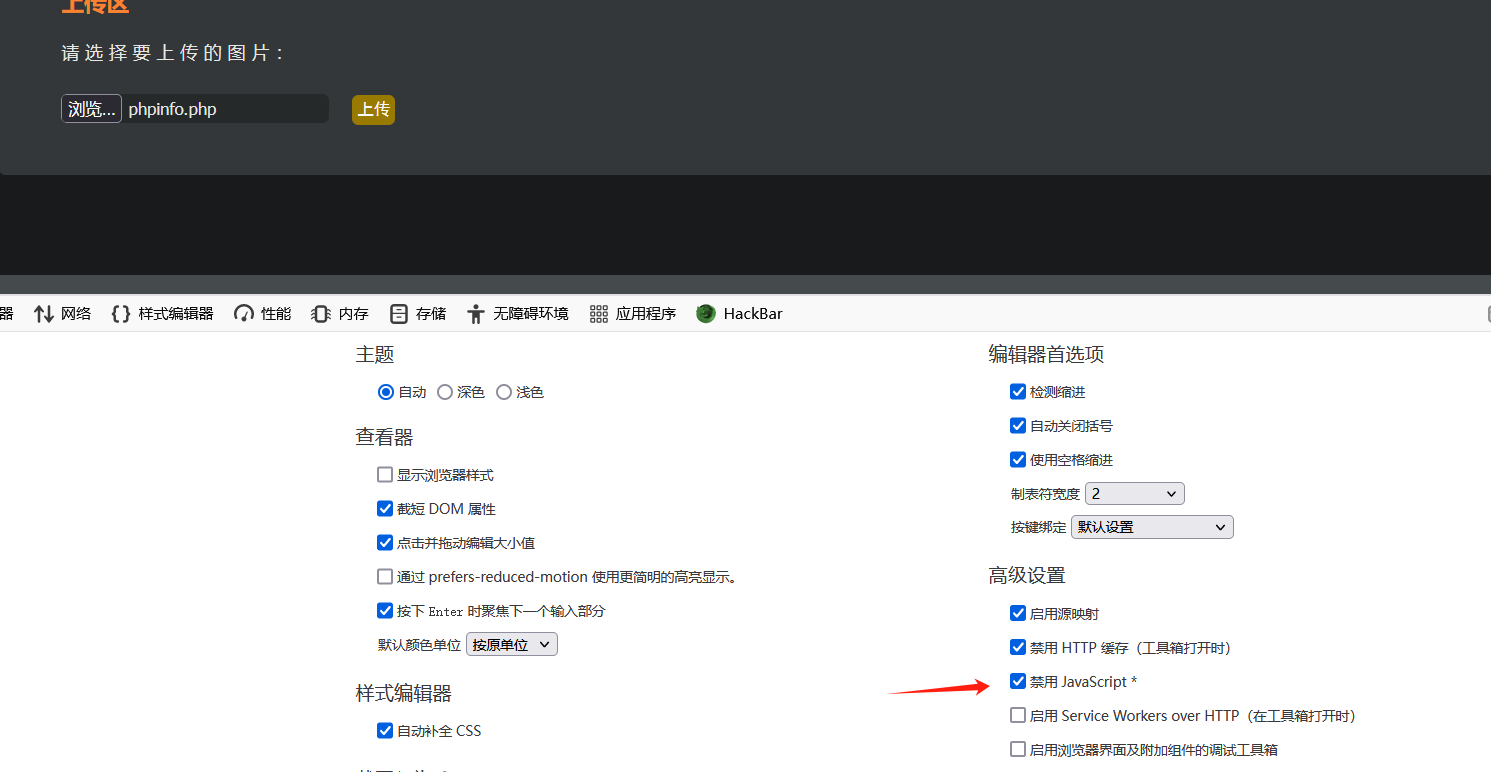 上传区
请选择要上传的图片：
浏览... phpinfo.php 上传
器 网络 样式编辑器 性能 内存 存储 无障碍环境 应用程序 HackBar
主题
自动 深色 浅色
查看器
显示浏览器样式
截短 DOM 属性
点击并拖动编辑大小值
通过 prefers-reduced-motion 使用更简明的高亮显示。
按下 Enter 时聚焦下一个输入部分
默认颜色单位 按原单位
样式编辑器
自动补全 CSS
编辑器首选项
检测缩进
自动关闭括号
使用空格缩进
制表符宽度 2
按键绑定 默认设置
高级设置
启用源映射
禁用 HTTP 缓存（工具箱打开时）
禁用 JavaScript *
启用 Service Workers over HTTP（在工具箱打开时）
启用浏览器界面及附加组件的调试工具箱